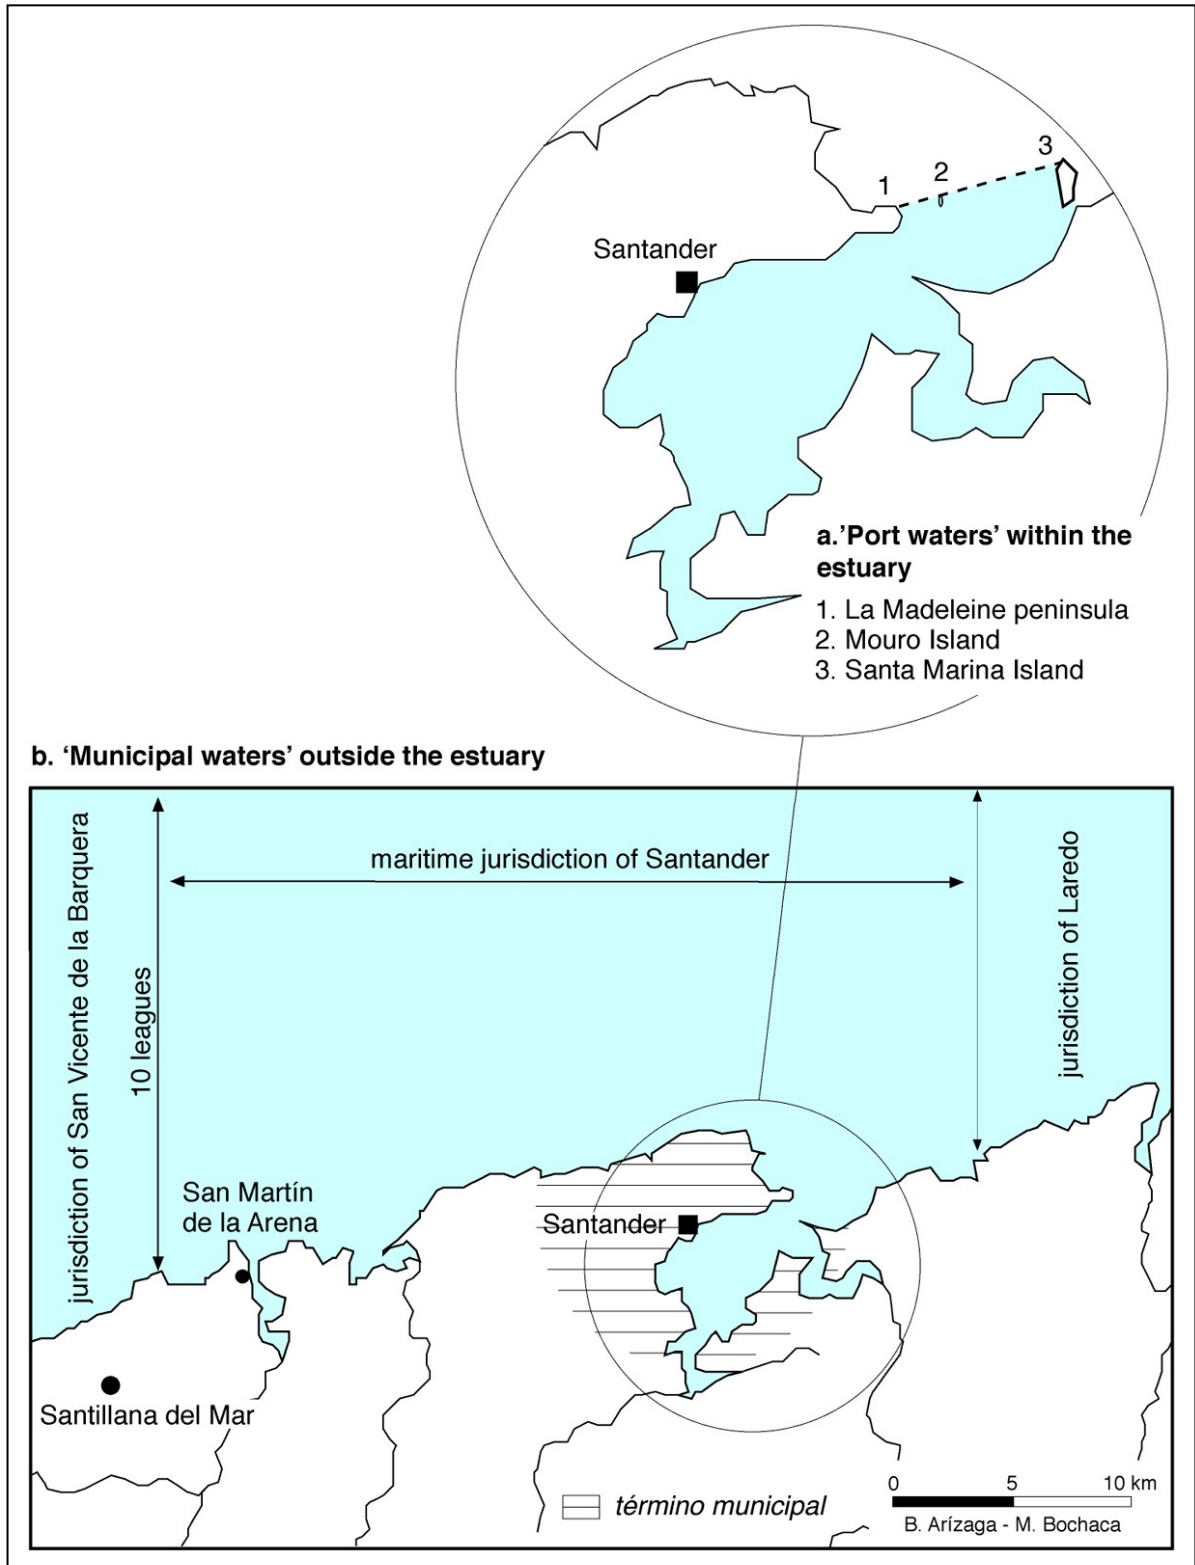 3
2
1
Santander
a.’Port waters’ within the
estuary
1. La Madeleine peninsula
2. Mouro Island
3. Santa Marina Island
b. ‘Municipal waters’ outside the estuary
jurisdiction of San Vicente de la Barquera
10 leagues
maritime jurisdiction of Santander
jurisdiction of Laredo
San Martín
de la Arena
Santander
Santillana del Mar
término municipal
0 5 10 km
B. Arízaga - M. Bochaca